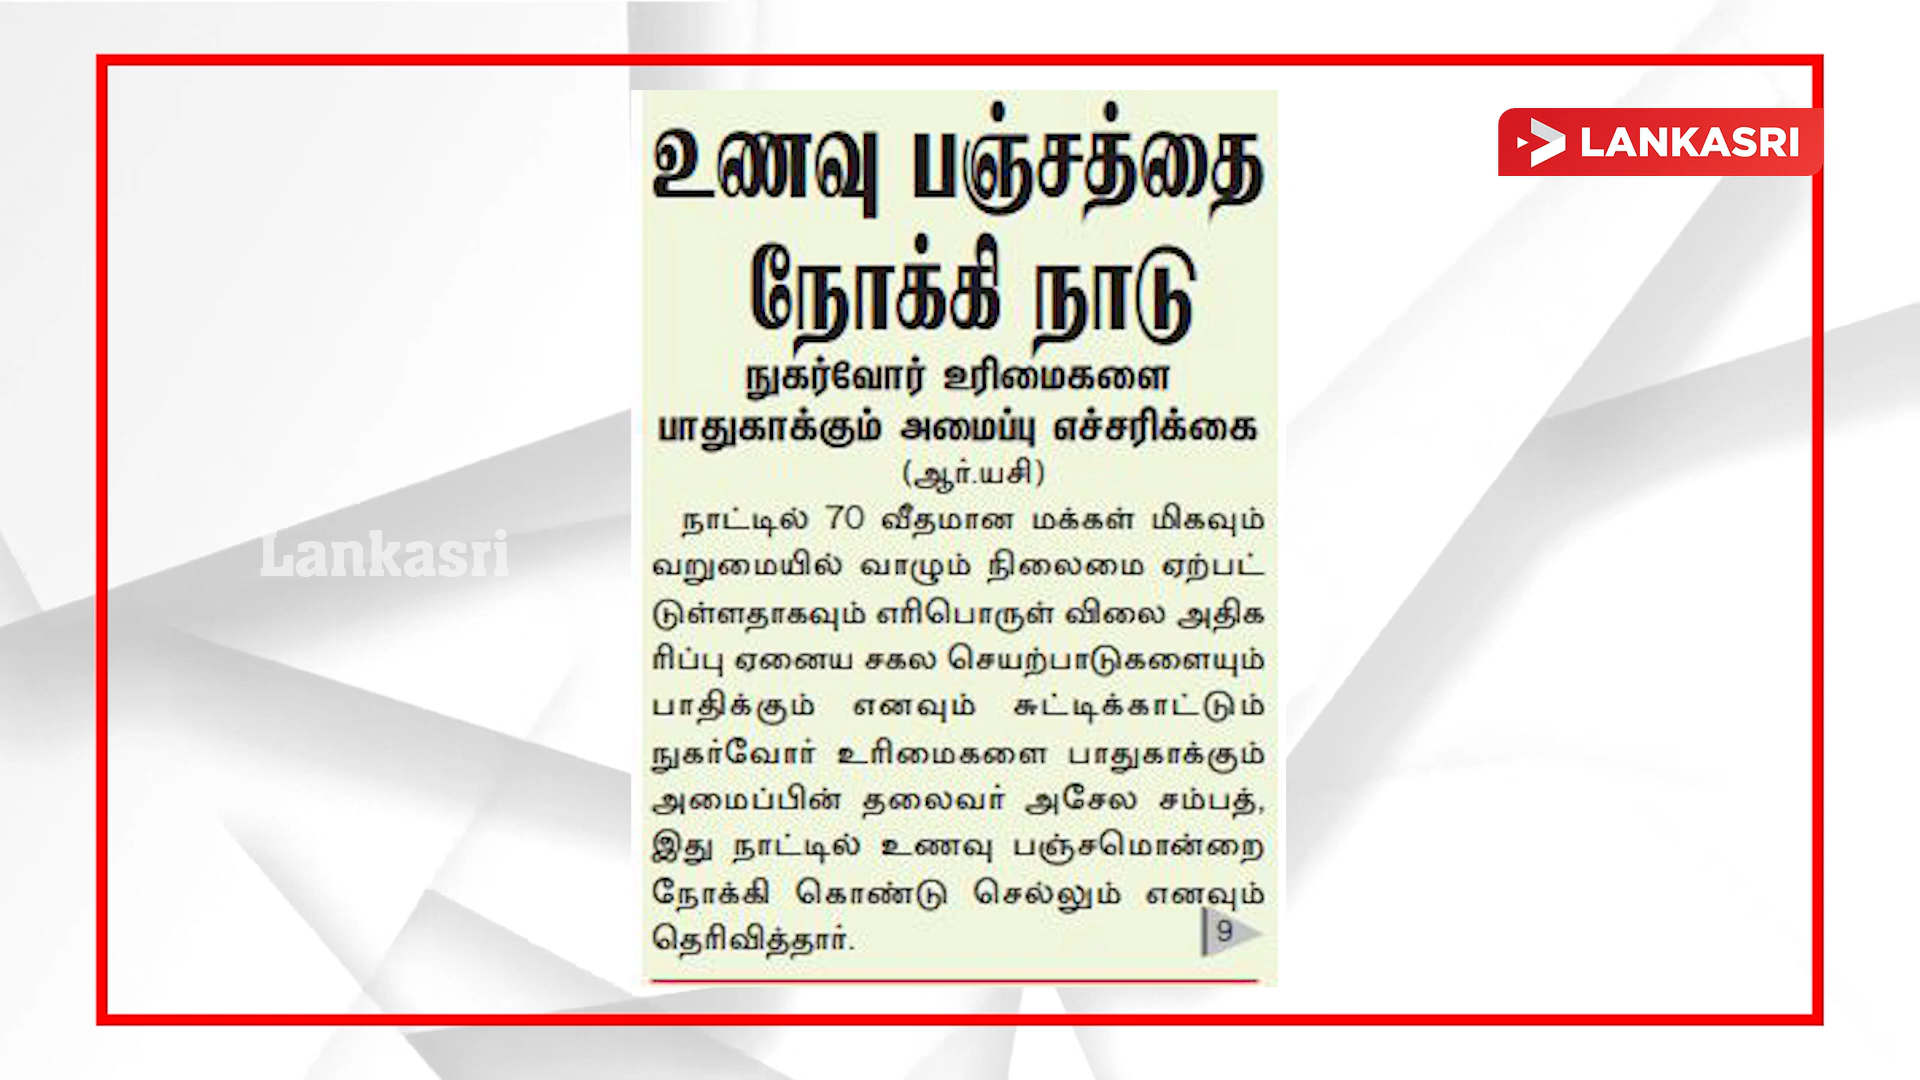 LANKASRI
உணவு பஞ்சத்தை
நோக்கி நாடு
நுகர்வோர் உரிமைகளை
பாதுகாக்கும் அமைப்பு எச்சரிக்கை
(ஆர்.யசி)
நாட்டில் 70 வீதமான மக்கள் மிகவும்
வறுமையில் வாழும் நிலைமை ஏற்பட்
டுள்ளதாகவும் எரிபொருள் விலை அதிக
ரிப்பு ஏனைய சகல செயற்பாடுகளையும்
பாதிக்கும் எனவும் சுட்டிக்காட்டும்
நுகர்வோர் உரிமைகளை பாதுகாக்கும்
அமைப்பின் தலைவர் அசேல சம்பத்,
இது நாட்டில் உணவு பஞ்சமொன்றை
நோக்கி கொண்டு செல்லும் எனவும்
தெரிவித்தார்.
9
Lankasri